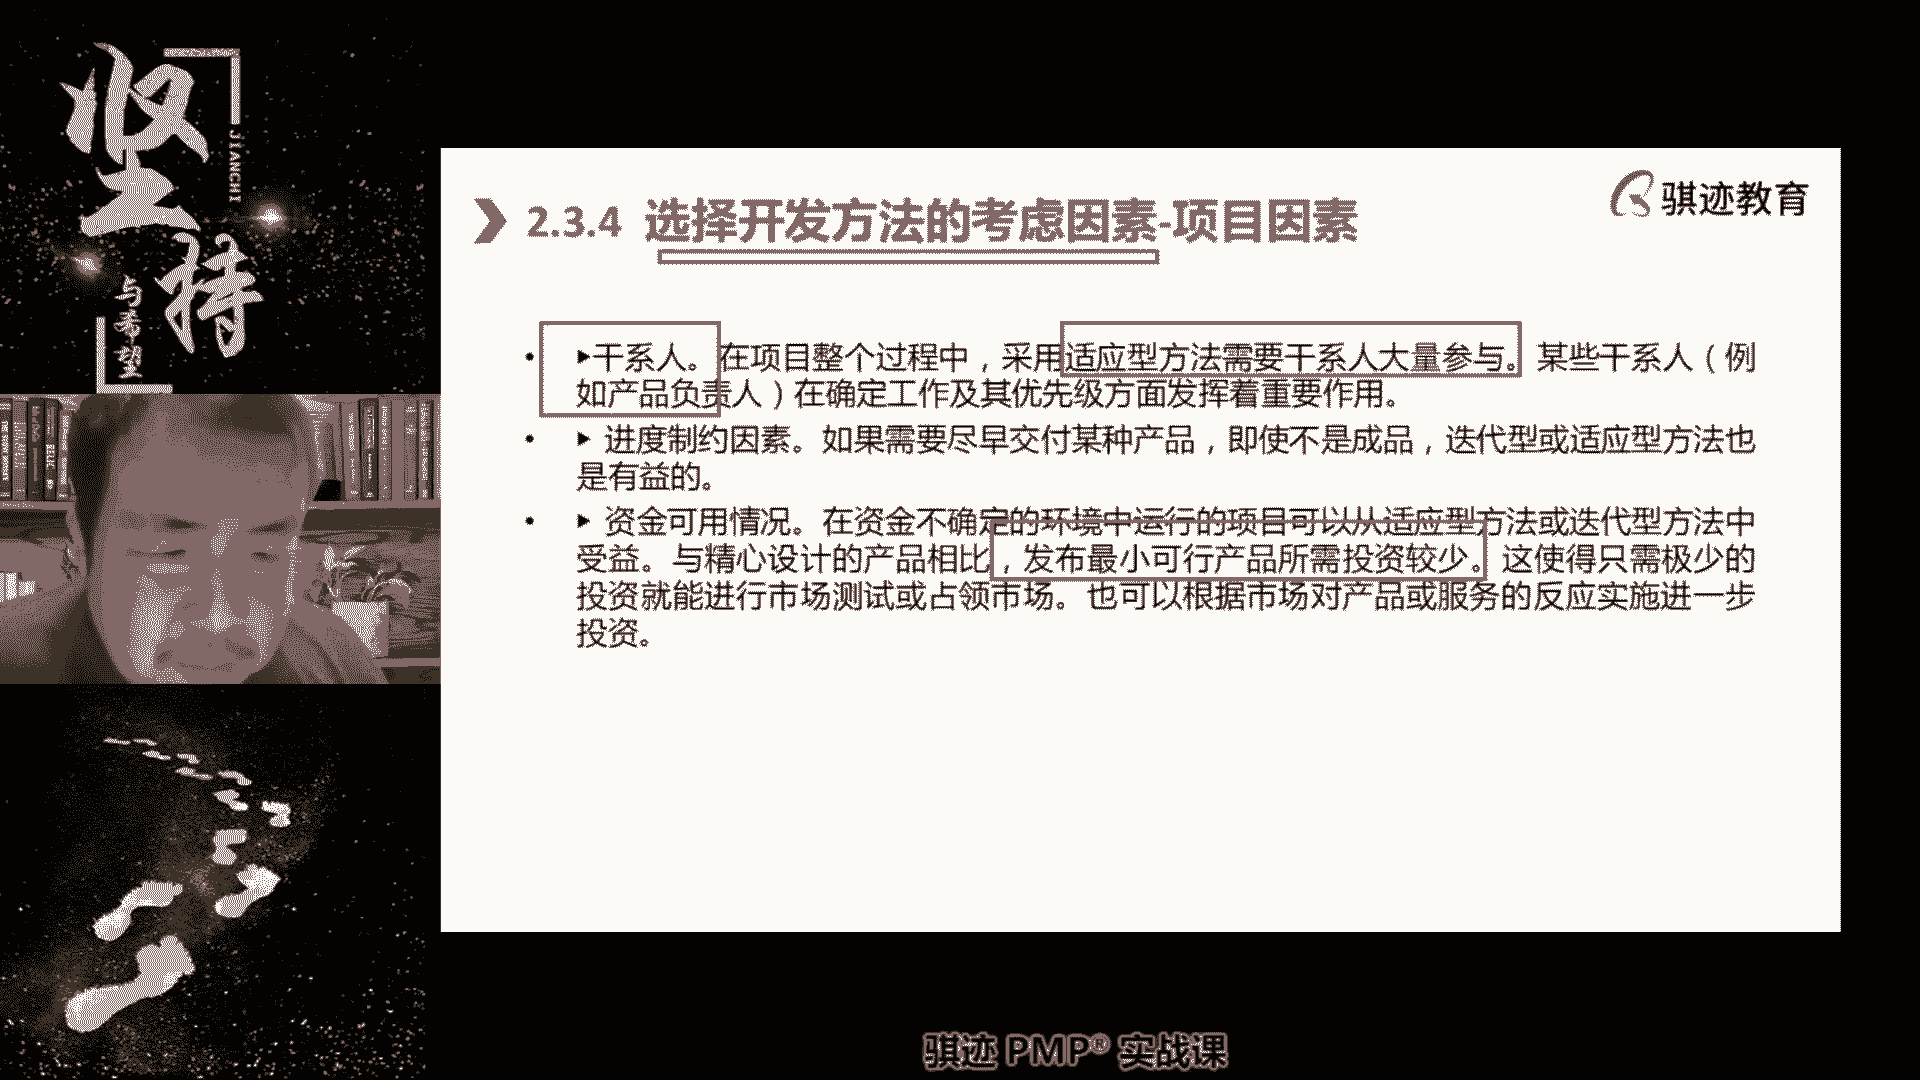 坚持
JIANCHI
与希望
骐迹教育
2.3.4 选择开发方法的考虑因素-项目因素
• ▶干系人。在项目整个过程中，采用适应型方法需要干系人大量参与。某些干系人（例
如产品负责人）在确定工作及其优先级方面发挥着重要作用。
• ▶ 进度制约因素。如果需要尽早交付某种产品，即使不是成品，迭代型或适应型方法也
是有益的。
• ▶ 资金可用情况。在资金不确定的环境中运行的项目可以从适应型方法或迭代型方法中
受益。与精心设计的产品相比，发布最小可行产品所需投资较少。这使得只需极少的
投资就能进行市场测试或占领市场。也可以根据市场对产品或服务的反应实施进一步
投资。
骐迹 PMP® 实战课